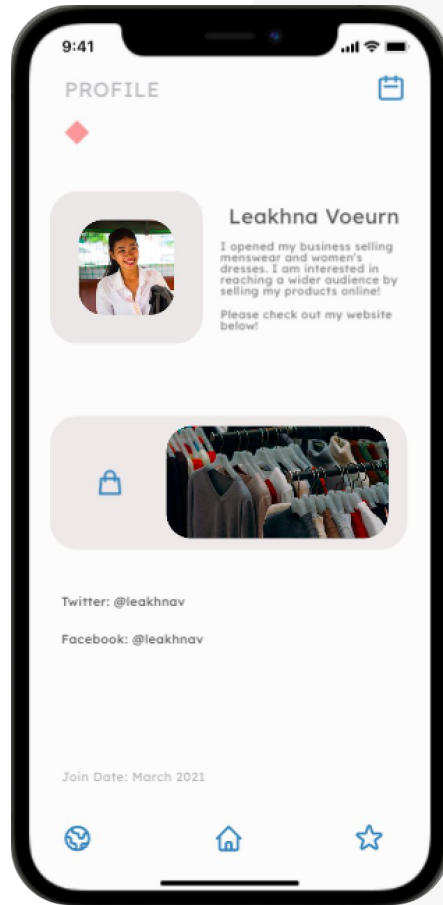 9:41
PROFILE
Leakhna Voeurn
I opened my business selling
menswear and women's
dresses. I am interested in
reaching a wider audience by
selling my products online!
Please check out my website
below!
Twitter: @leakhnav
Facebook: @leakhnav
Join Date: March 2021